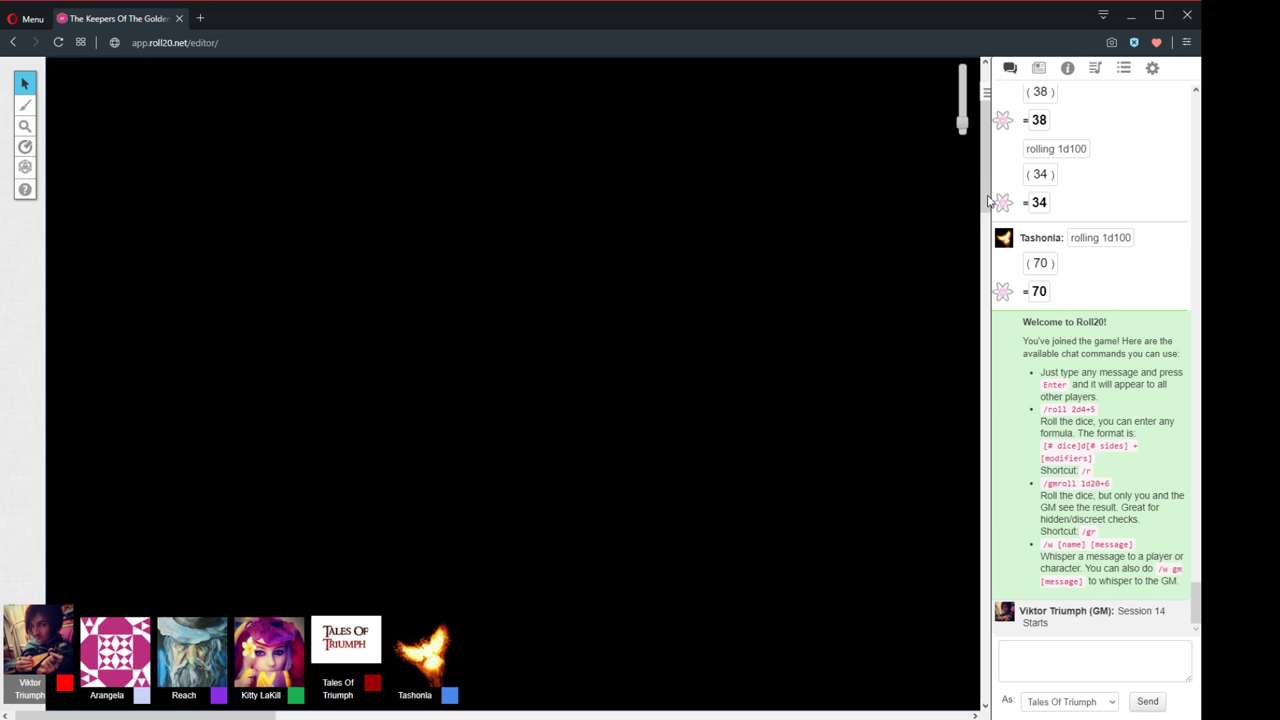 Menu
The Keepers Of The Golden
app.roll20.net/editor/
( 38 )
= 38
rolling 1d100
( 34 )
= 34
Tashonia: rolling 1d100
( 70 )
= 70
Welcome to Roll20!
You've joined the game! Here are the
available chat commands you can use:
• Just type any message and press
Enter and it will appear to all
other players.
• /roll 2d4+5
Roll the dice, you can enter any
formula. The format is:
[# dice]d[# sides] +
[modifiers]
Shortcut: /r
• /gmroll 1d20+6
Roll the dice, but only you and the
GM see the result. Great for
hidden/discreet checks.
Shortcut: /gr
• /w [name] [message]
Whisper a message to a player or
character. You can also do /w gm
[message] to whisper to the GM.
Viktor Triumph (GM): Session 14
Starts
As: Tales Of Triumph Send
Viktor
Triumph
Arangela
Reach
Kitty LaKill
TALES OF
TRIUMPH
Tales Of
Triumph
Tashonia